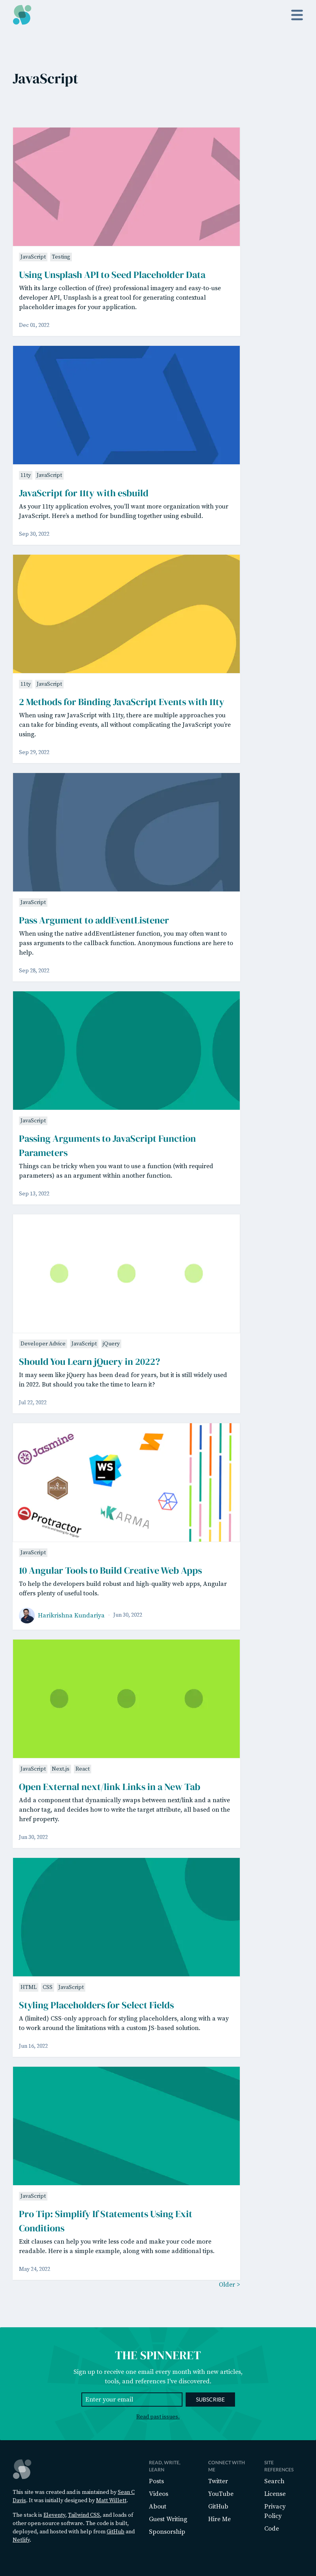 JavaScript
JavaScript Testing
Using Unsplash API to Seed Placeholder Data
With its large collection of (free) professional imagery and easy-to-use
developer API, Unsplash is a great tool for generating contextual
placeholder images for your application.
Dec 01, 2022
11ty JavaScript
JavaScript for 11ty with esbuild
As your 11ty application evolves, you'll want more organization with your
JavaScript. Here's a method for bundling together using esbuild.
Sep 30, 2022
11ty JavaScript
2 Methods for Binding JavaScript Events with 11ty
When using raw JavaScript with 11ty, there are multiple approaches you
can take for binding events, all without complicating the JavaScript you're
using.
Sep 29, 2022
JavaScript
Pass Argument to addEventListener
When using the native addEventListener function, you may often want to
pass arguments to the callback function. Anonymous functions are here to
help.
Sep 28, 2022
JavaScript
Passing Arguments to JavaScript Function
Parameters
Things can be tricky when you want to use a function (with required
parameters) as an argument within another function.
Sep 13, 2022
Developer Advice JavaScript jQuery
Should You Learn jQuery in 2022?
It may seem like jQuery has been dead for years, but it is still widely used
in 2022. But should you take the time to learn it?
Jul 22, 2022
Jasmine
WS
MOCHA
PROTRACTOR
KARMA
JavaScript
10 Angular Tools to Build Creative Web Apps
To help the developers build robust and high-quality web apps, Angular
offers plenty of useful tools.
Harikrishna Kundariya · Jun 30, 2022
JavaScript Next.js React
Open External next/link Links in a New Tab
Add a component that dynamically swaps between next/link and a native
anchor tag, and decides how to write the target attribute, all based on the
href property.
Jun 30, 2022
HTML CSS JavaScript
Styling Placeholders for Select Fields
A (limited) CSS-only approach for styling placeholders, along with a way
to work around the limitations with a custom JS-based solution.
Jun 16, 2022
JavaScript
Pro Tip: Simplify If Statements Using Exit
Conditions
Exit clauses can help you write less code and make your code more
readable. Here is a simple example, along with some additional tips.
May 24, 2022
Older >
THE SPINNERET
Sign up to receive one email every month with new articles,
tools, and references I've discovered.
Enter your email
SUBSCRIBE
Read past issues.
This site was created and is maintained by Sean C
Davis. It was initially designed by Matt Willett.
The stack is Eleventy, Tailwind CSS, and loads of
other open-source software. The code is built,
deployed, and hosted with help from GitHub and
Netlify.
READ, WRITE,
LEARN
Posts
Videos
About
Guest Writing
Sponsorship
CONNECT WITH
ME
Twitter
YouTube
GitHub
Hire Me
SITE
REFERENCES
Search
License
Privacy
Policy
Code